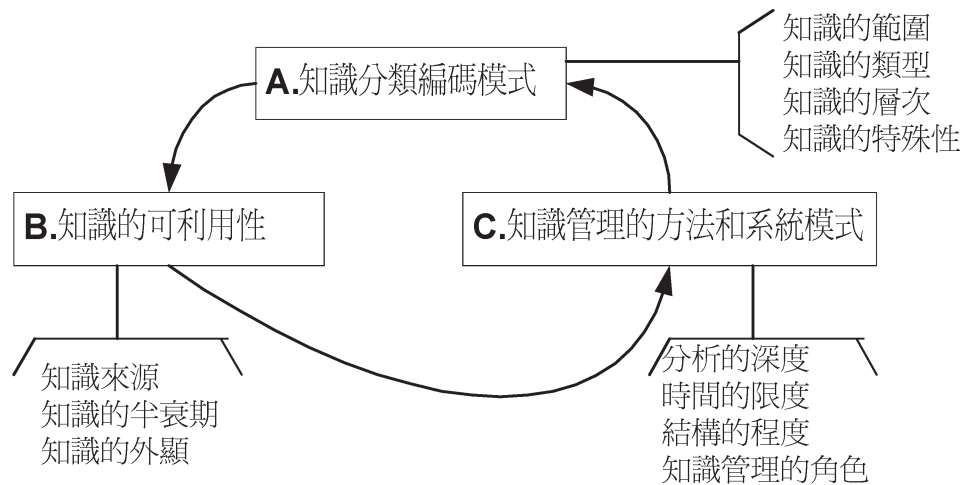 A.知識分類編碼模式
知識的範圍
知識的類型
知識的層次
知識的特殊性
B.知識的可利用性
知識來源
知識的半衰期
知識的外顯
C.知識管理的方法和系統模式
分析的深度
時間的限度
結構的程度
知識管理的角色